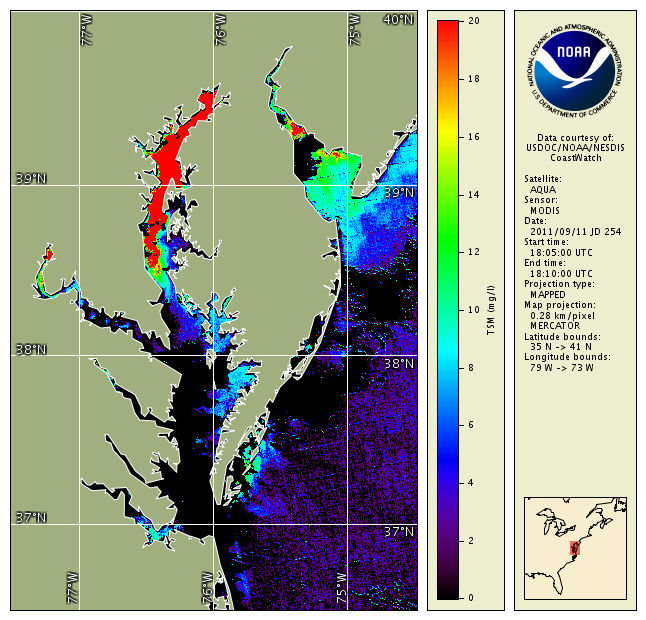 77°W
76°W
75°W
40°N
39°N
39°N
38°N
38°N
37°N
37°N
77°W
76°W
75°W
20
18
16
14
12
10
8
6
4
2
0
TSM (mg/l)
NATIONAL OCEANIC AND ATMOSPHERIC ADMINISTRATION
NOAA
U.S. DEPARTMENT OF COMMERCE
Data courtesy of:
USDOC/NOAA/NESDIS
CoastWatch
Satellite:
AQUA
Sensor:
MODIS
Date:
2011/09/11 JD 254
Start time:
18:05:00 UTC
End time:
18:10:00 UTC
Projection type:
MAPPED
Map projection:
0.28 km/pixel
MERCATOR
Latitude bounds:
35 N -> 41 N
Longitude bounds:
79 W -> 73 W